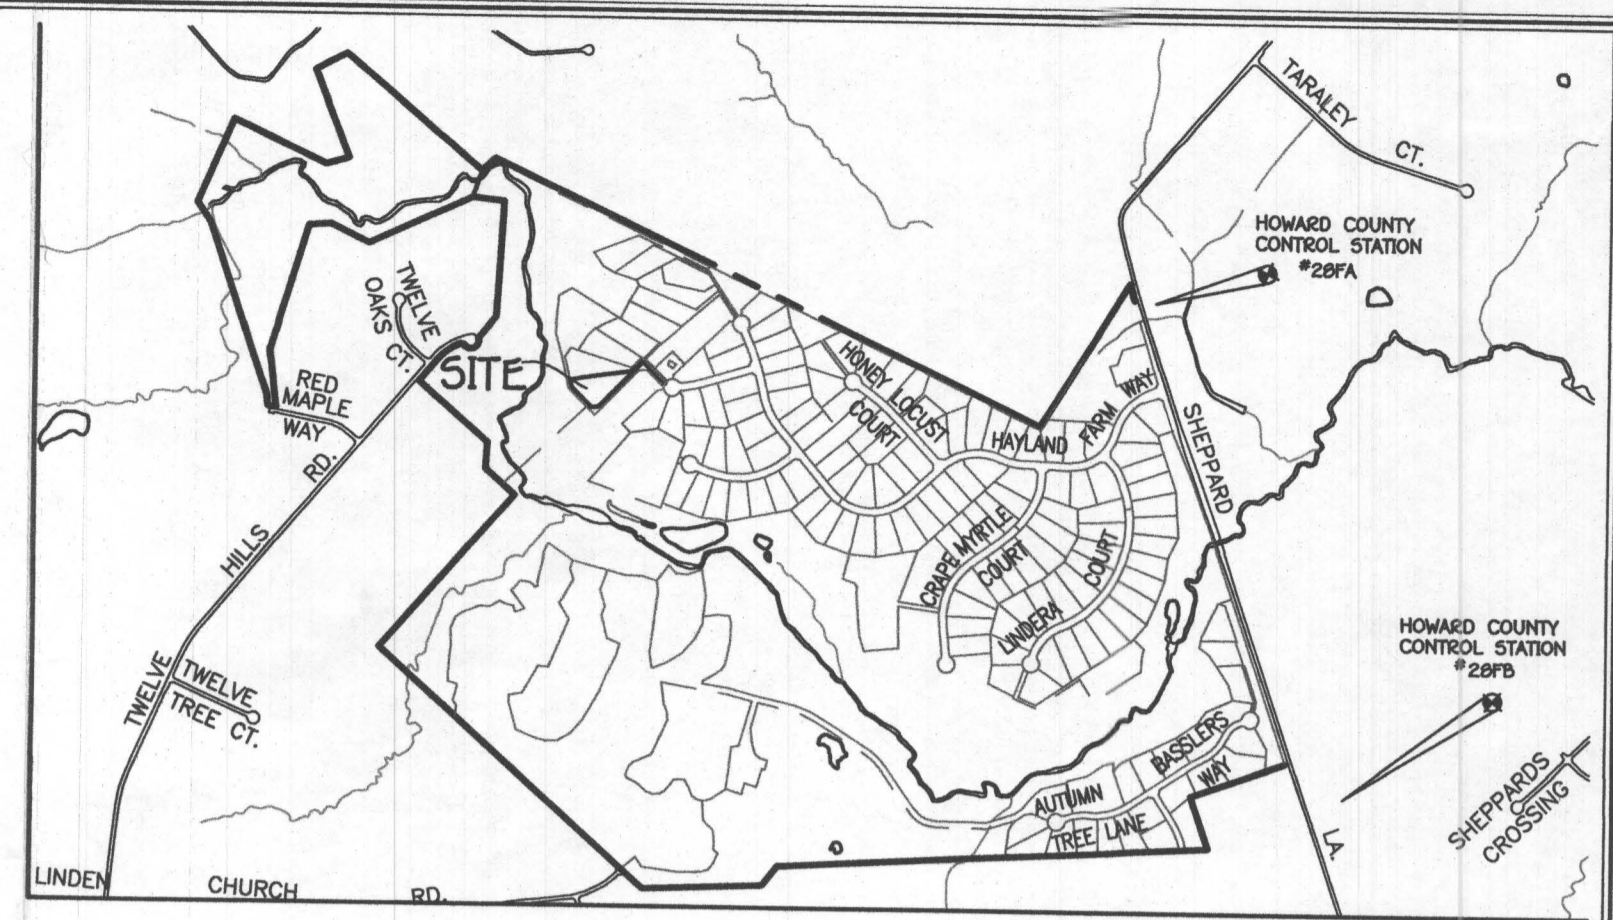 TARALEY
CT.
HOWARD COUNTY
CONTROL STATION
#28FA
TWELVE
OAKS
CT.
SITE
RED
MAPLE
WAY
HONEY LOCUST
COURT
HAYLAND
FARM WAY
SHEPPARD
LA.
TWELVE
HILLS
RD.
CRAPE MYRTLE
COURT
LINDERA
COURT
HOWARD COUNTY
CONTROL STATION
#28FB
TWELVE
TREE CT.
BASSLERS
WAY
AUTUMN
TREE LANE
SHEPPARDS
CROSSING
LINDEN CHURCH RD.